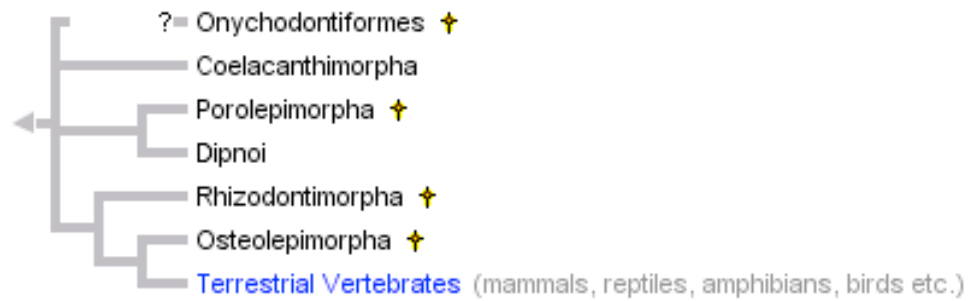 ? Onychodontiformes
Coelacanthimorpha
Porolepimorpha
Dipnoi
Rhizodontimorpha
Osteolepimorpha
Terrestrial Vertebrates (mammals, reptiles, amphibians, birds etc.)